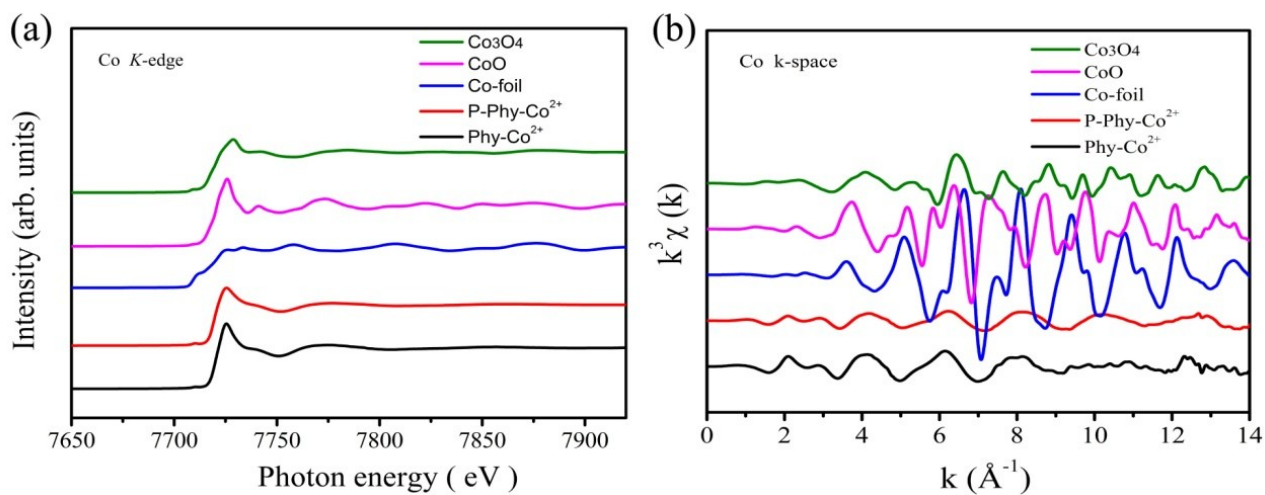 (a)
Co K-edge
Co3O4
CoO
Co-foil
P-Phy-Co²⁺
Phy-Co²⁺
Intensity (arb. units)
7650 7700 7750 7800 7850 7900
Photon energy ( eV )
(b)
Co k-space
Co3O4
CoO
Co-foil
P-Phy-Co²⁺
Phy-Co²⁺
k³ χ (k)
0 2 4 6 8 10 12 14
k (Å⁻¹)